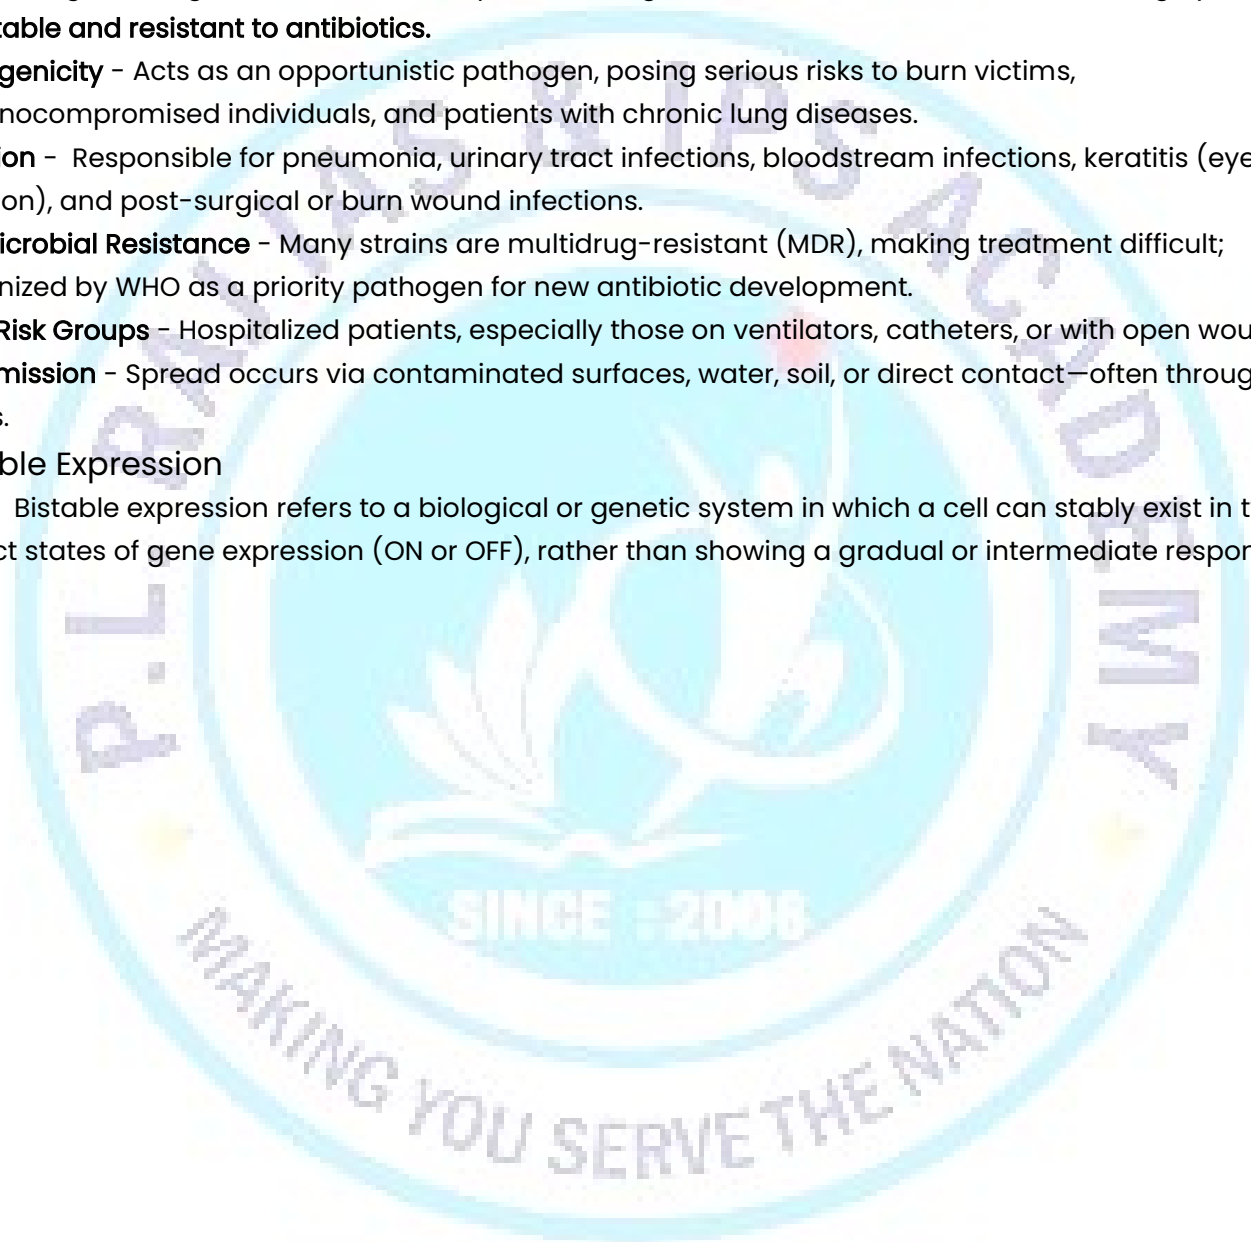 table and resistant to antibiotics.
genicity - Acts as an opportunistic pathogen, posing serious risks to burn victims,
nocompromised individuals, and patients with chronic lung diseases.
ion - Responsible for pneumonia, urinary tract infections, bloodstream infections, keratitis (eye
on), and post-surgical or burn wound infections.
icrobial Resistance - Many strains are multidrug-resistant (MDR), making treatment difficult;
nized by WHO as a priority pathogen for new antibiotic development.
Risk Groups - Hospitalized patients, especially those on ventilators, catheters, or with open wou
mission - Spread occurs via contaminated surfaces, water, soil, or direct contact—often throug
s.
ble Expression
Bistable expression refers to a biological or genetic system in which a cell can stably exist in t
ct states of gene expression (ON or OFF), rather than showing a gradual or intermediate respon
P.L. RAJ IAS & IPS ACADEMY
SINCE :2008
MAKING YOU SERVE THE NATION